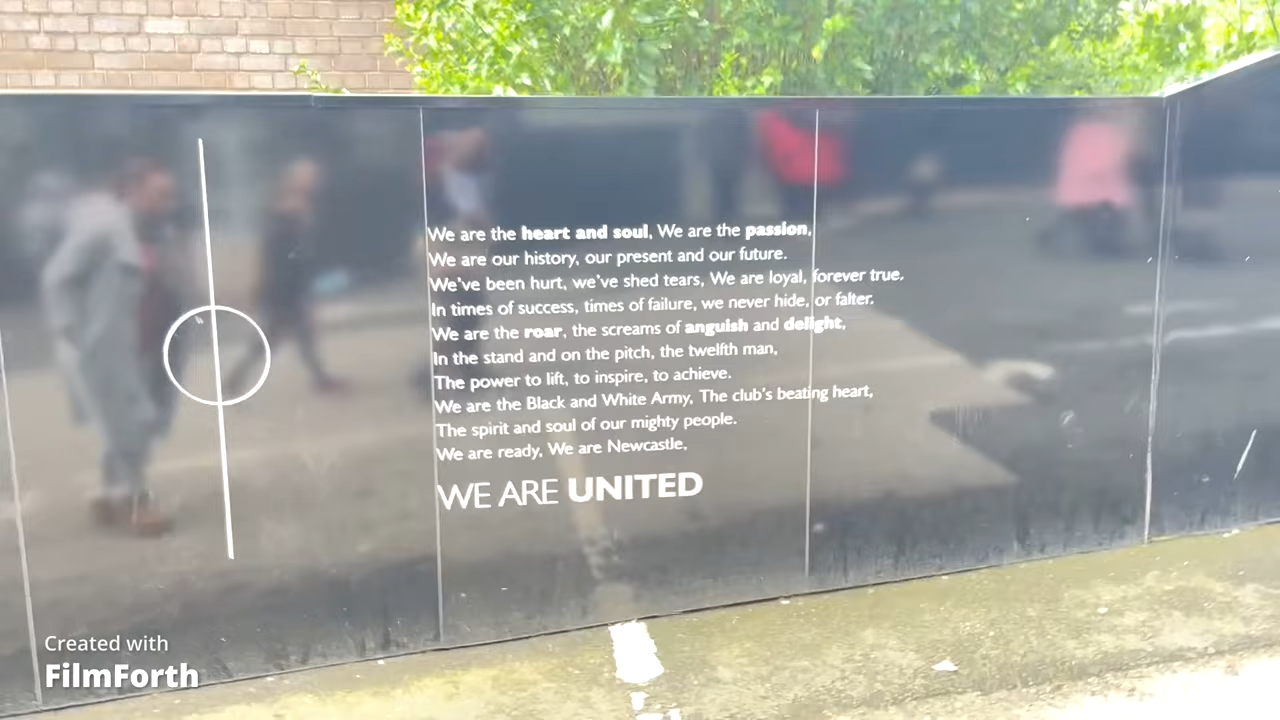 We are the heart and soul, We are the passion,
We are our history, our present and our future.
We've been hurt, we've shed tears, We are loyal, forever true.
In times of success, times of failure, we never hide, or falter.
We are the roar, the screams of anguish and delight,
In the stand and on the pitch, the twelfth man,
The power to lift, to inspire, to achieve.
We are the Black and White Army, The club's beating heart,
The spirit and soul of our mighty people.
We are ready, We are Newcastle,
WE ARE UNITED
Created with
FilmForth